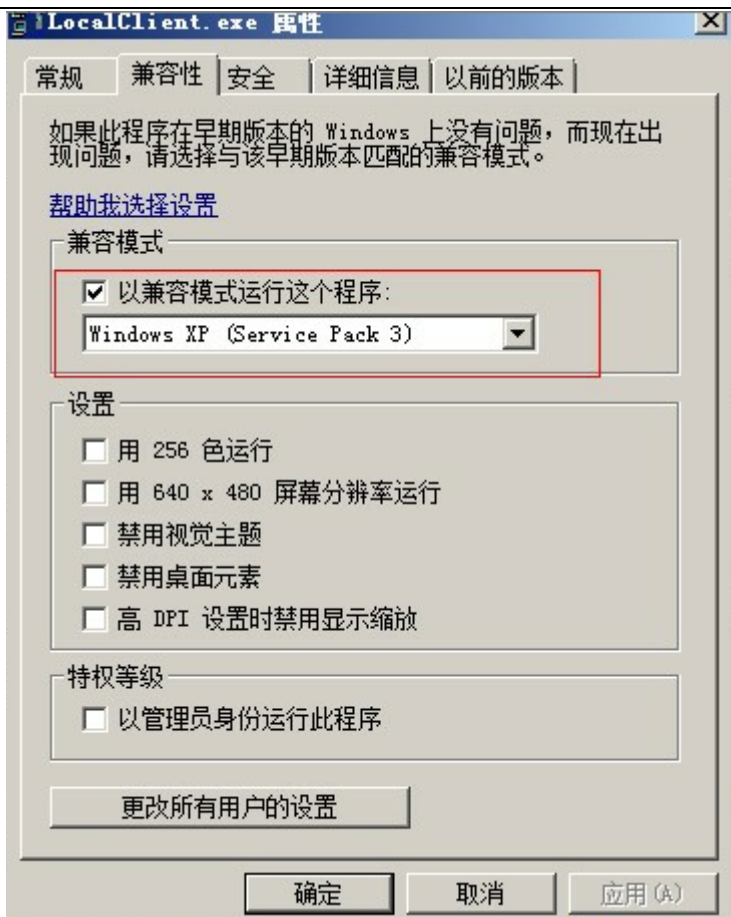 LocalClient.exe 属性
常规 兼容性 安全 详细信息 以前的版本
如果此程序在早期版本的 Windows 上没有问题，而现在出
现问题，请选择与该早期版本匹配的兼容模式。
帮助我选择设置
兼容模式
以兼容模式运行这个程序:
Windows XP (Service Pack 3)
设置
用 256 色运行
用 640 x 480 屏幕分辨率运行
禁用视觉主题
禁用桌面元素
高 DPI 设置时禁用显示缩放
特权等级
以管理员身份运行此程序
更改所有用户的设置
确定 取消 应用(A)